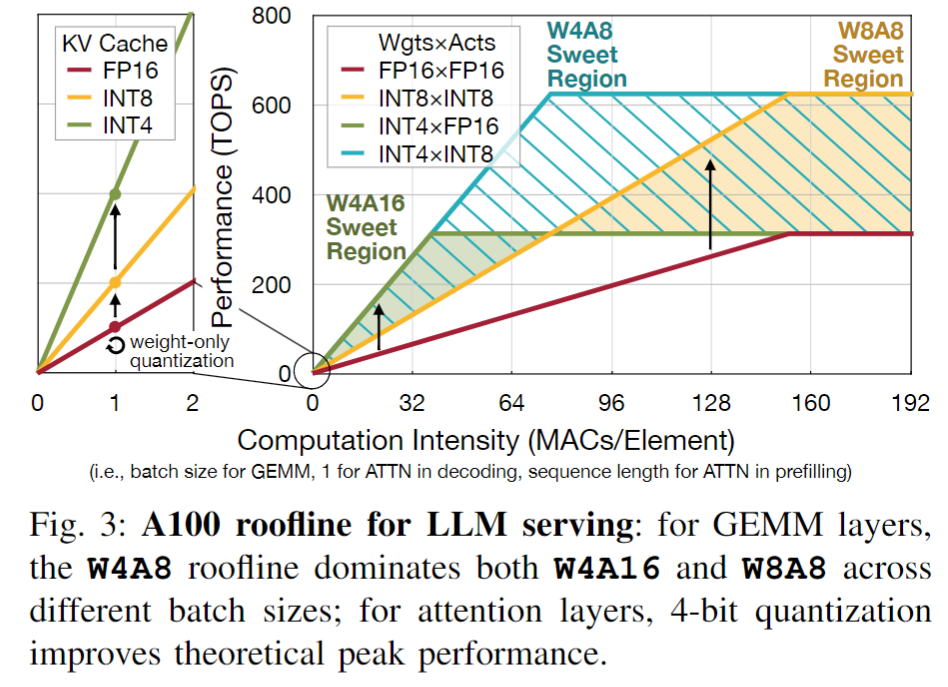 KV Cache
FP16
INT8
INT4
weight-only
quantization
0
1
2
Performance (TOPS)
800
600
400
200
0
Wgts×Acts
FP16×FP16
INT8×INT8
INT4×FP16
INT4×INT8
W4A8
Sweet
Region
W8A8
Sweet
Region
W4A16
Sweet
Region
0
32
64
96
128
160
192
Computation Intensity (MACs/Element)
(i.e., batch size for GEMM, 1 for ATTN in decoding, sequence length for ATTN in prefilling)
Fig. 3: A100 roofline for LLM serving: for GEMM layers,
the W4A8 roofline dominates both W4A16 and W8A8 across
different batch sizes; for attention layers, 4-bit quantization
improves theoretical peak performance.